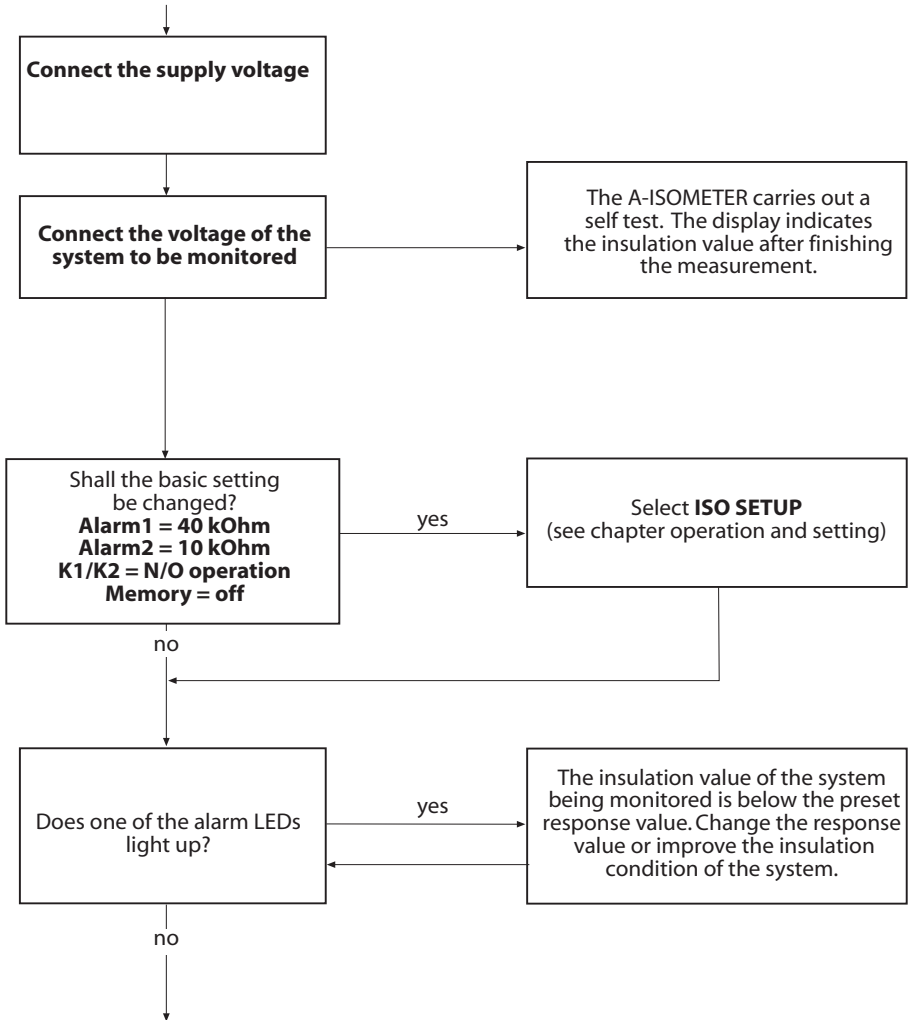 Connect the supply voltage
Connect the voltage of the
system to be monitored
The A-ISOMETER carries out a
self test. The display indicates
the insulation value after finishing
the measurement.
Shall the basic setting
be changed?
Alarm1 = 40 kOhm
Alarm2 = 10 kOhm
K1/K2 = N/O operation
Memory = off
yes
Select ISO SETUP
(see chapter operation and setting)
no
Does one of the alarm LEDs
light up?
yes
The insulation value of the system
being monitored is below the preset
response value. Change the response
value or improve the insulation
condition of the system.
no